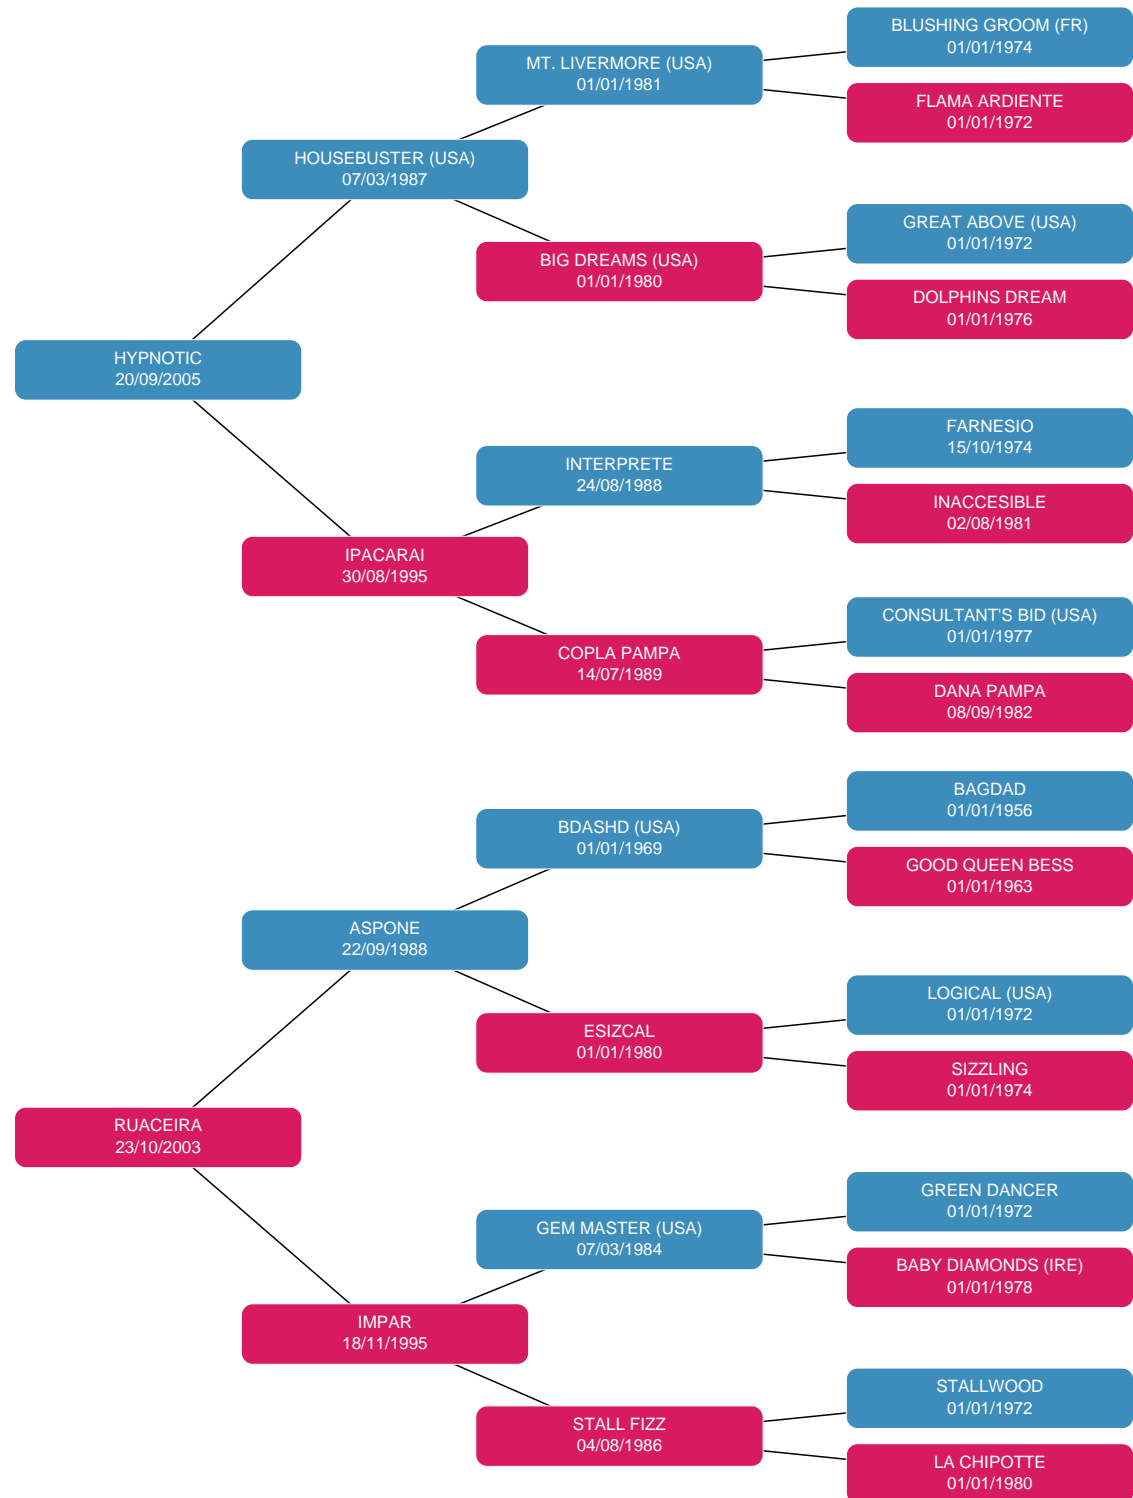 BLUSHING GROOM (FR)
01/01/1974
MT. LIVERMORE (USA)
01/01/1981
FLAMA ARDIENTE
01/01/1972
HOUSEBUSTER (USA)
07/03/1987
GREAT ABOVE (USA)
01/01/1972
BIG DREAMS (USA)
01/01/1980
DOLPHINS DREAM
01/01/1976
HYPNOTIC
20/09/2005
FARNESIO
15/10/1974
INTERPRETE
24/08/1988
INACCESIBLE
02/08/1981
IPACARAI
30/08/1995
CONSULTANT'S BID (USA)
01/01/1977
COPLA PAMPA
14/07/1989
DANA PAMPA
08/09/1982
BAGDAD
01/01/1956
BDASHD (USA)
01/01/1969
GOOD QUEEN BESS
01/01/1963
ASPONE
22/09/1988
LOGICAL (USA)
01/01/1972
ESIZCAL
01/01/1980
SIZZLING
01/01/1974
RUACEIRA
23/10/2003
GREEN DANCER
01/01/1972
GEM MASTER (USA)
07/03/1984
BABY DIAMONDS (IRE)
01/01/1978
IMPAR
18/11/1995
STALLWOOD
01/01/1972
STALL FIZZ
04/08/1986
LA CHIPOTTE
01/01/1980